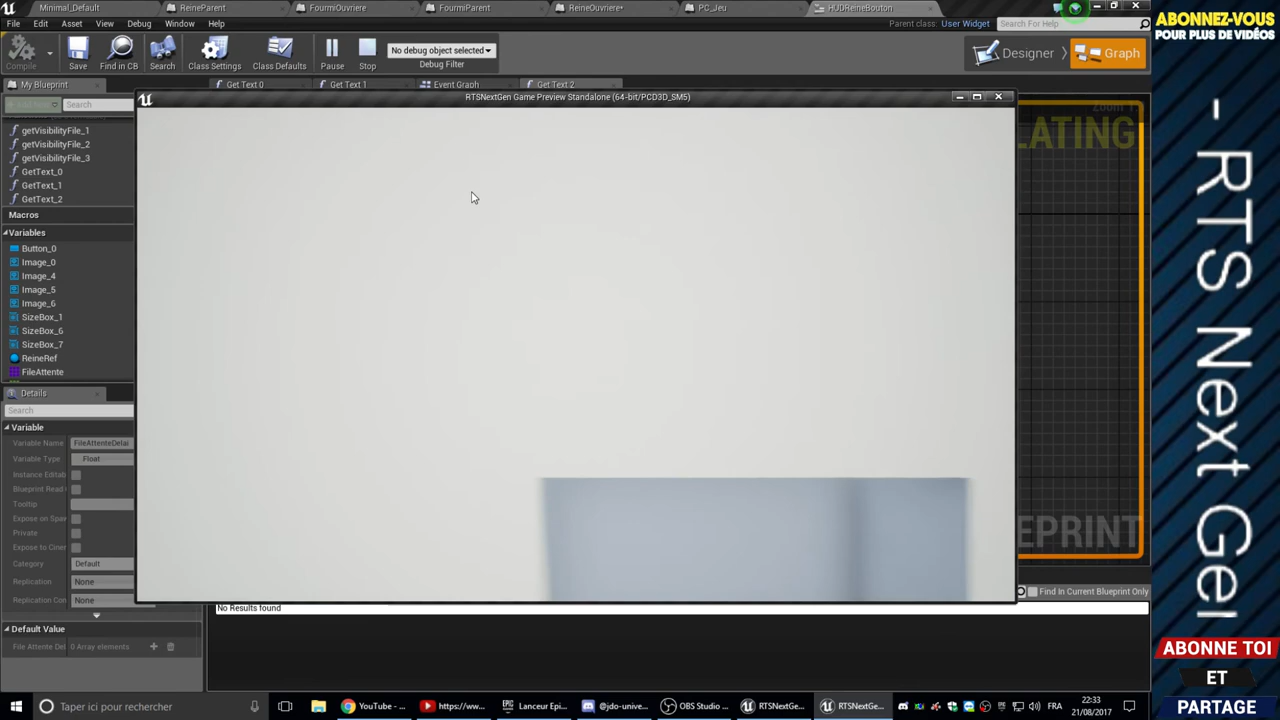 Minimal_Default
ReineParent
FourmiOuvriere
FourmiParent
ReineOuvriere*
PC_Jeu
HUDReineBouton
ABONNEZ-VOUS
POUR PLUS DE VIDÉOS
File Edit Asset View Debug Window Help
Parent class: User Widget
Search For Help
Compile
Save
Find in CB
Search
Class Settings
Class Defaults
Pause
Stop
No debug object selected
Debug Filter
Designer
Graph
My Blueprint
Get Text 0
Get Text 1
Event Graph
Get Text 2
Search
RTSNextGen Game Preview Standalone (64-bit/PCD3D_SM5)
LATING
getVisibilityFile_1
getVisibilityFile_2
getVisibilityFile_3
GetText_0
GetText_1
GetText_2
Macros
Variables
Button_0
Image_0
Image_4
Image_5
Image_6
SizeBox_1
SizeBox_6
SizeBox_7
ReineRef
FileAttente
Details
Search
Variable
Variable Name
FileAttenteDelai
Variable Type
Float
Instance Editab
Blueprint Read
Tooltip
Expose on Spaw
Private
Expose to Cinem
Category
Default
Replication
None
Replication Con
None
Default Value
File Attente Del
0 Array elements
EPRINT
Find In Current Blueprint Only
No Results found
- RTS Next Gen
ABONNE TOI
ET
PARTAGE
Taper ici pour rechercher
YouTube - ...
https://ww...
Lanceur Epi...
@jdo-unive...
OBS Studio ...
RTSNextGe...
RTSNextGe...
FRA
22:33
21/08/2017